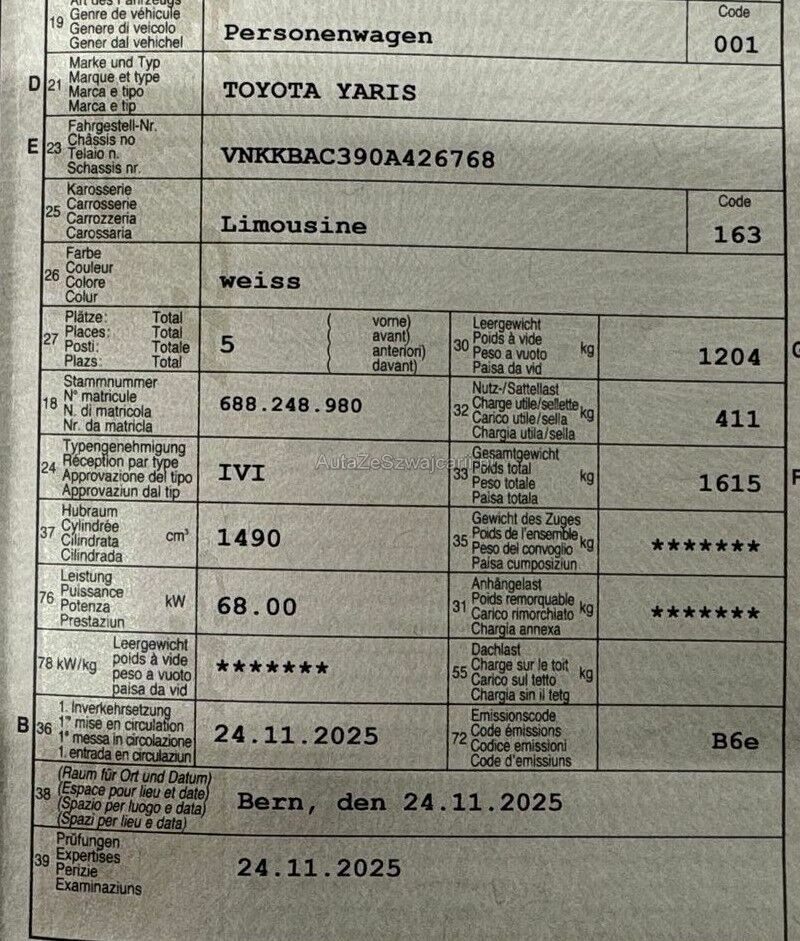 Art des Fahrzeugs
19 Genre de véhicule
Genere di veicolo
Gener dal vehichel
Personenwagen
Code
001
D 21 Marke und Typ
Marque et type
Marca e tipo
Marca e tip
TOYOTA YARIS
E 23 Fahrgestell-Nr.
Châssis no
Telaio n.
Schassis nr.
VNKKBAC390A426768
25 Karosserie
Carrosserie
Carrozzeria
Carossaria
Limousine
Code
163
26 Farbe
Couleur
Colore
Colur
weiss
27 Plätze: Total
Places: Total
Posti: Totale
Plazs: Total
5
( vorne)
( avant)
( anteriori)
( davant)
30 Leergewicht
Poids à vide
Peso a vuoto
Paisa da vid
kg
1204
G
18 Stammnummer
N° matricule
N. di matricola
Nr. da matricla
688.248.980
32 Nutz-/Sattellast
Charge utile/sellette
Carico utile/sella
Chargia utila/sella
kg
411
24 Typengenehmigung
Réception par type
Approvazione del tipo
Approvaziun dal tip
IVI
AutaZeSzwajcarii
33 Gesamtgewicht
Poids total
Peso totale
Paisa totala
kg
1615
F
37 Hubraum
Cylindrée
Cilindrata
Cilindrada
cm³
1490
35 Gewicht des Zuges
Poids de l'ensemble
Peso del convoglio
Paisa cumposiziun
kg
*******
76 Leistung
Puissance
Potenza
Prestaziun
kW
68.00
31 Anhängelast
Poids remorquable
Carico rimorchiato
Chargia annexa
kg
*******
78 kW/kg
Leergewicht
poids à vide
peso a vuoto
paisa da vid
*******
55 Dachlast
Charge sur le toit
Carico sul tetto
Chargia sin il tetg
kg
B 36 1. Inverkehrsetzung
1re mise en circulation
1a messa in circolazione
1. entrada en circulaziun
24.11.2025
72 Emissionscode
Code émissions
Codice emissioni
Code d'emissiuns
B6e
38 (Raum für Ort und Datum)
(Espace pour lieu et date)
(Spazio per luogo e data)
(Spazi per lieu e data)
Bern, den 24.11.2025
39 Prüfungen
Expertises
Perizie
Examinaziuns
24.11.2025